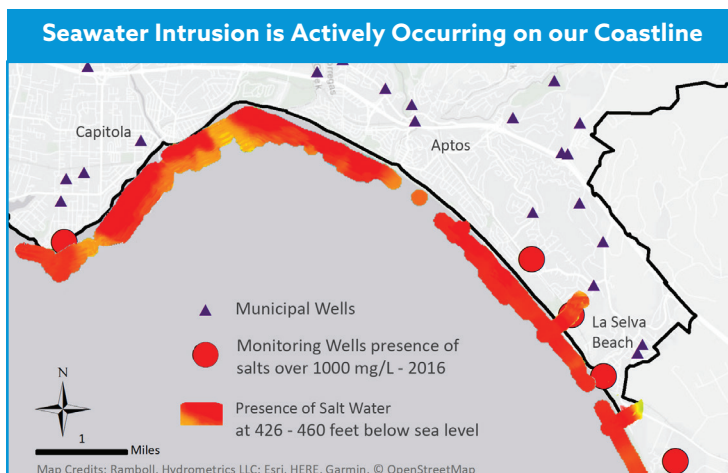 Seawater Intrusion is Actively Occurring on our Coastline
Capitola
Aptos
La Selva
Beach
Municipal Wells
Monitoring Wells presence of
salts over 1000 mg/L - 2016
Presence of Salt Water
at 426 - 460 feet below sea level
N
1
Miles
Map Credits: Ramboll, Hydrometrics LLC; Esri, HERE, Garmin, © OpenStreetMap